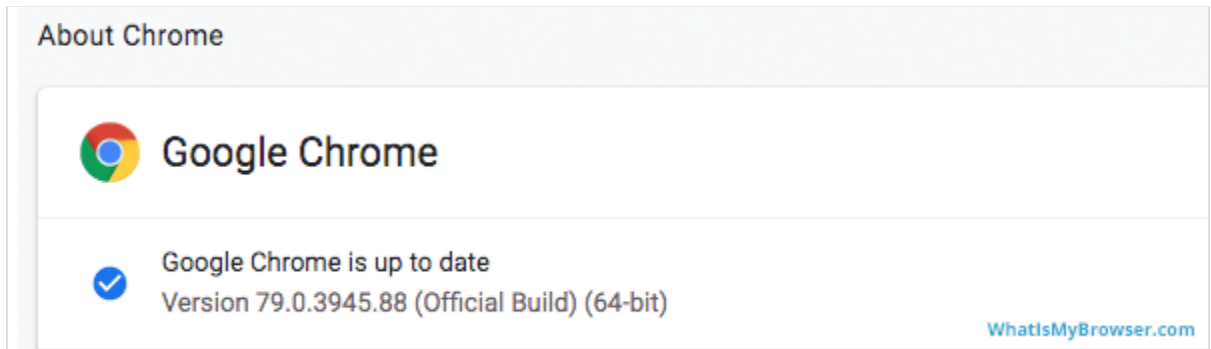 About Chrome
Google Chrome
Google Chrome is up to date
Version 79.0.3945.88 (Official Build) (64-bit)
WhatIsMyBrowser.com